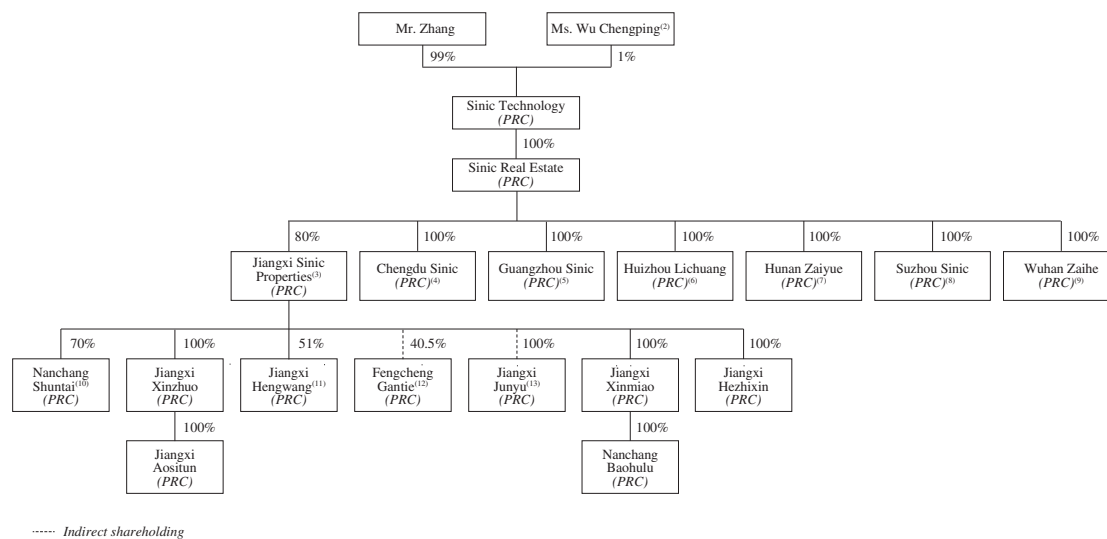 Mr. Zhang
Ms. Wu Chengping(2)
99%
1%
Sinic Technology
(PRC)
100%
Sinic Real Estate
(PRC)
80%
100%
100%
100%
100%
100%
100%
Jiangxi Sinic
Properties(3)
(PRC)
Chengdu Sinic
(PRC)(4)
Guangzhou Sinic
(PRC)(5)
Huizhou Lichuang
(PRC)(6)
Hunan Zaiyue
(PRC)(7)
Suzhou Sinic
(PRC)(8)
Wuhan Zaihe
(PRC)(9)
70%
100%
51%
40.5%
100%
100%
100%
Nanchang
Shuntai(10)
(PRC)
Jiangxi
Xinzhuo
(PRC)
Jiangxi
Hengwang(11)
(PRC)
Fengcheng
Gantie(12)
(PRC)
Jiangxi
Junyu(13)
(PRC)
Jiangxi
Xinmiao
(PRC)
Jiangxi
Hezhixin
(PRC)
100%
100%
Jiangxi
Aositun
(PRC)
Nanchang
Baohulu
(PRC)
Indirect shareholding